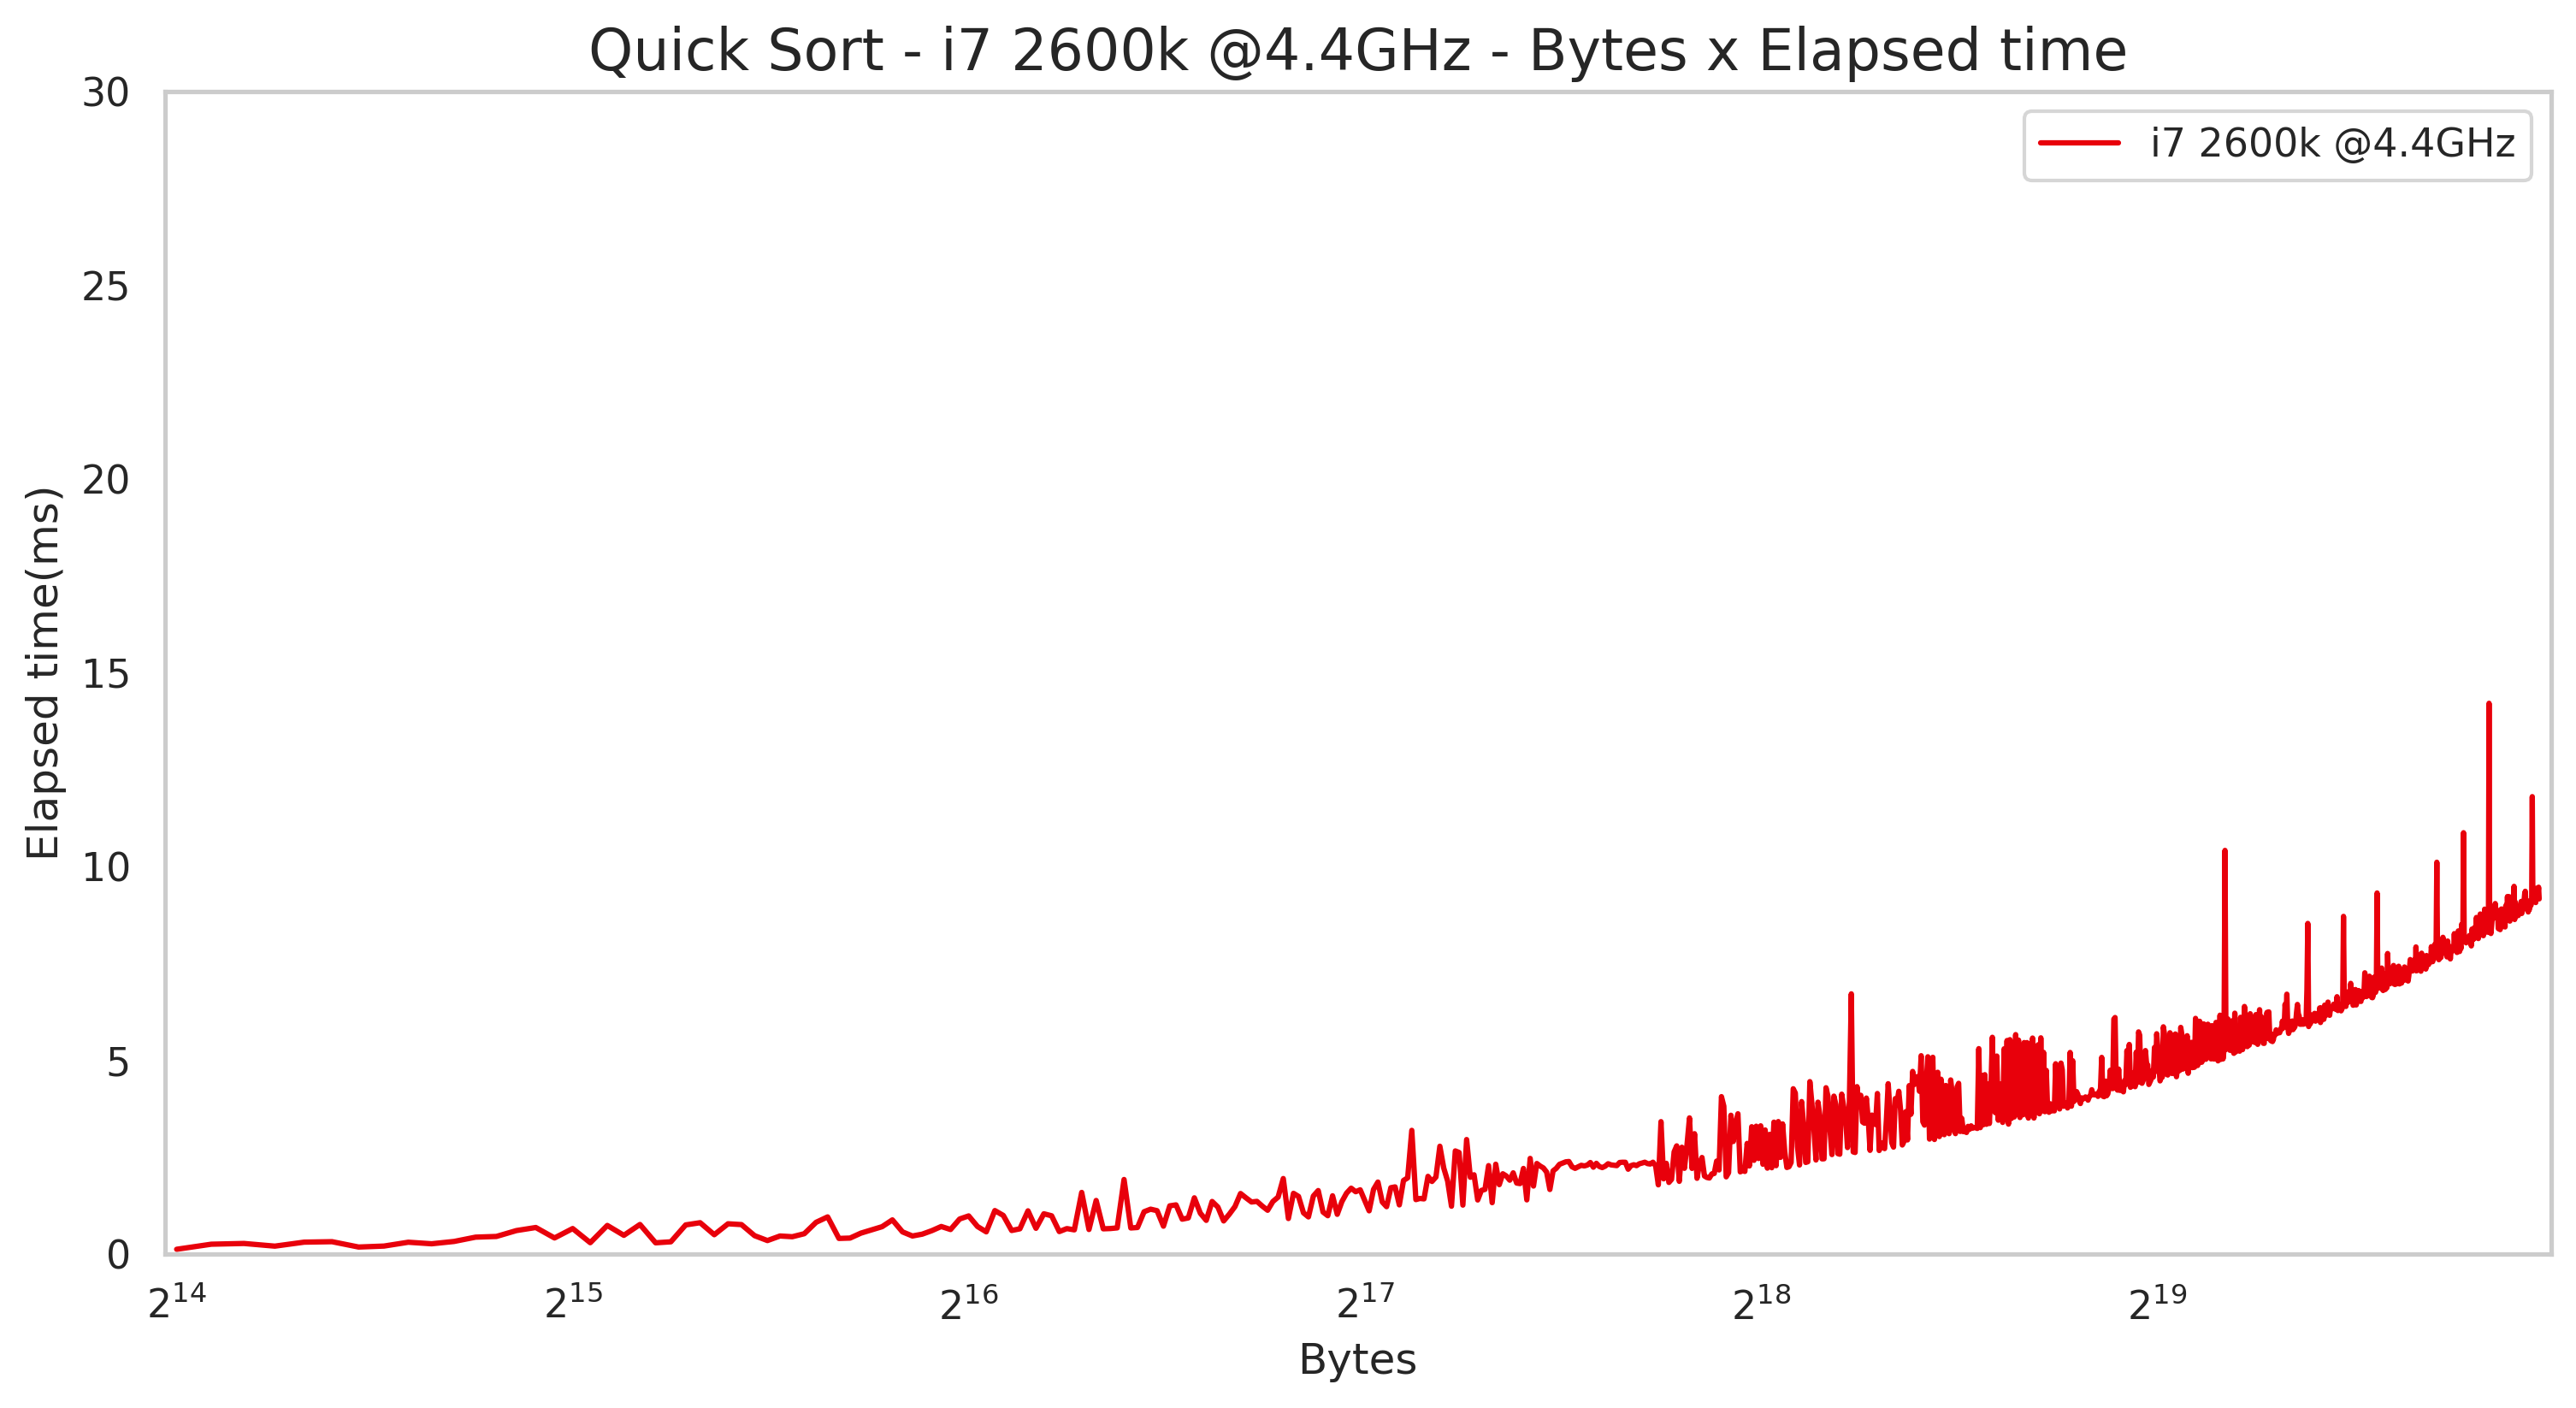 Quick Sort - i7 2600k @4.4GHz - Bytes x Elapsed time
i7 2600k @4.4GHz
Elapsed time(ms)
30
25
20
15
10
5
0
2^14 2^15 2^16 2^17 2^18 2^19
Bytes